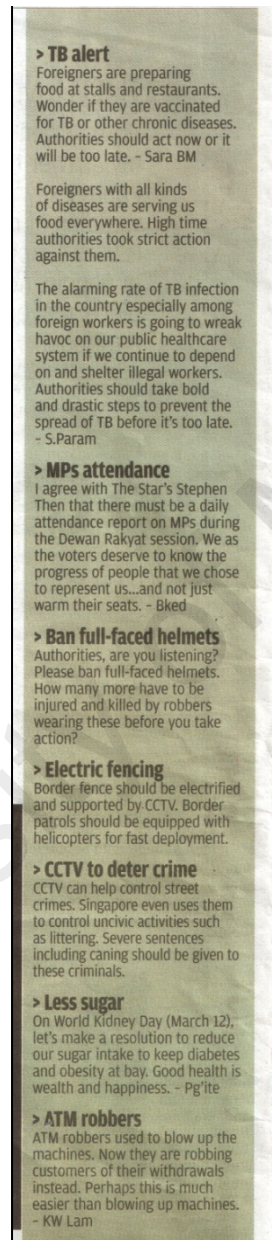 > TB alert
Foreigners are preparing
food at stalls and restaurants.
Wonder if they are vaccinated
for TB or other chronic diseases.
Authorities should act now or it
will be too late. – Sara BM
Foreigners with all kinds
of diseases are serving us
food everywhere. High time
authorities took strict action
against them.
The alarming rate of TB infection
in the country especially among
foreign workers is going to wreak
havoc on our public healthcare
system if we continue to depend
on and shelter illegal workers.
Authorities should take bold
and drastic steps to prevent the
spread of TB before it's too late.
– S.Param
> MPs attendance
I agree with The Star's Stephen
Then that there must be a daily
attendance report on MPs during
the Dewan Rakyat session. We as
the voters deserve to know the
progress of people that we chose
to represent us...and not just
warm their seats. – Bked
> Ban full-faced helmets
Authorities, are you listening?
Please ban full-faced helmets.
How many more have to be
injured and killed by robbers
wearing these before you take
action?
> Electric fencing
Border fence should be electrified
and supported by CCTV. Border
patrols should be equipped with
helicopters for fast deployment.
> CCTV to deter crime
CCTV can help control street
crimes. Singapore even uses them
to control uncivic activities such
as littering. Severe sentences
including caning should be given to
these criminals.
> Less sugar
On World Kidney Day (March 12),
let's make a resolution to reduce
our sugar intake to keep diabetes
and obesity at bay. Good health is
wealth and happiness. – Pg'ite
> ATM robbers
ATM robbers used to blow up the
machines. Now they are robbing
customers of their withdrawals
instead. Perhaps this is much
easier than blowing up machines.
– KW Lam